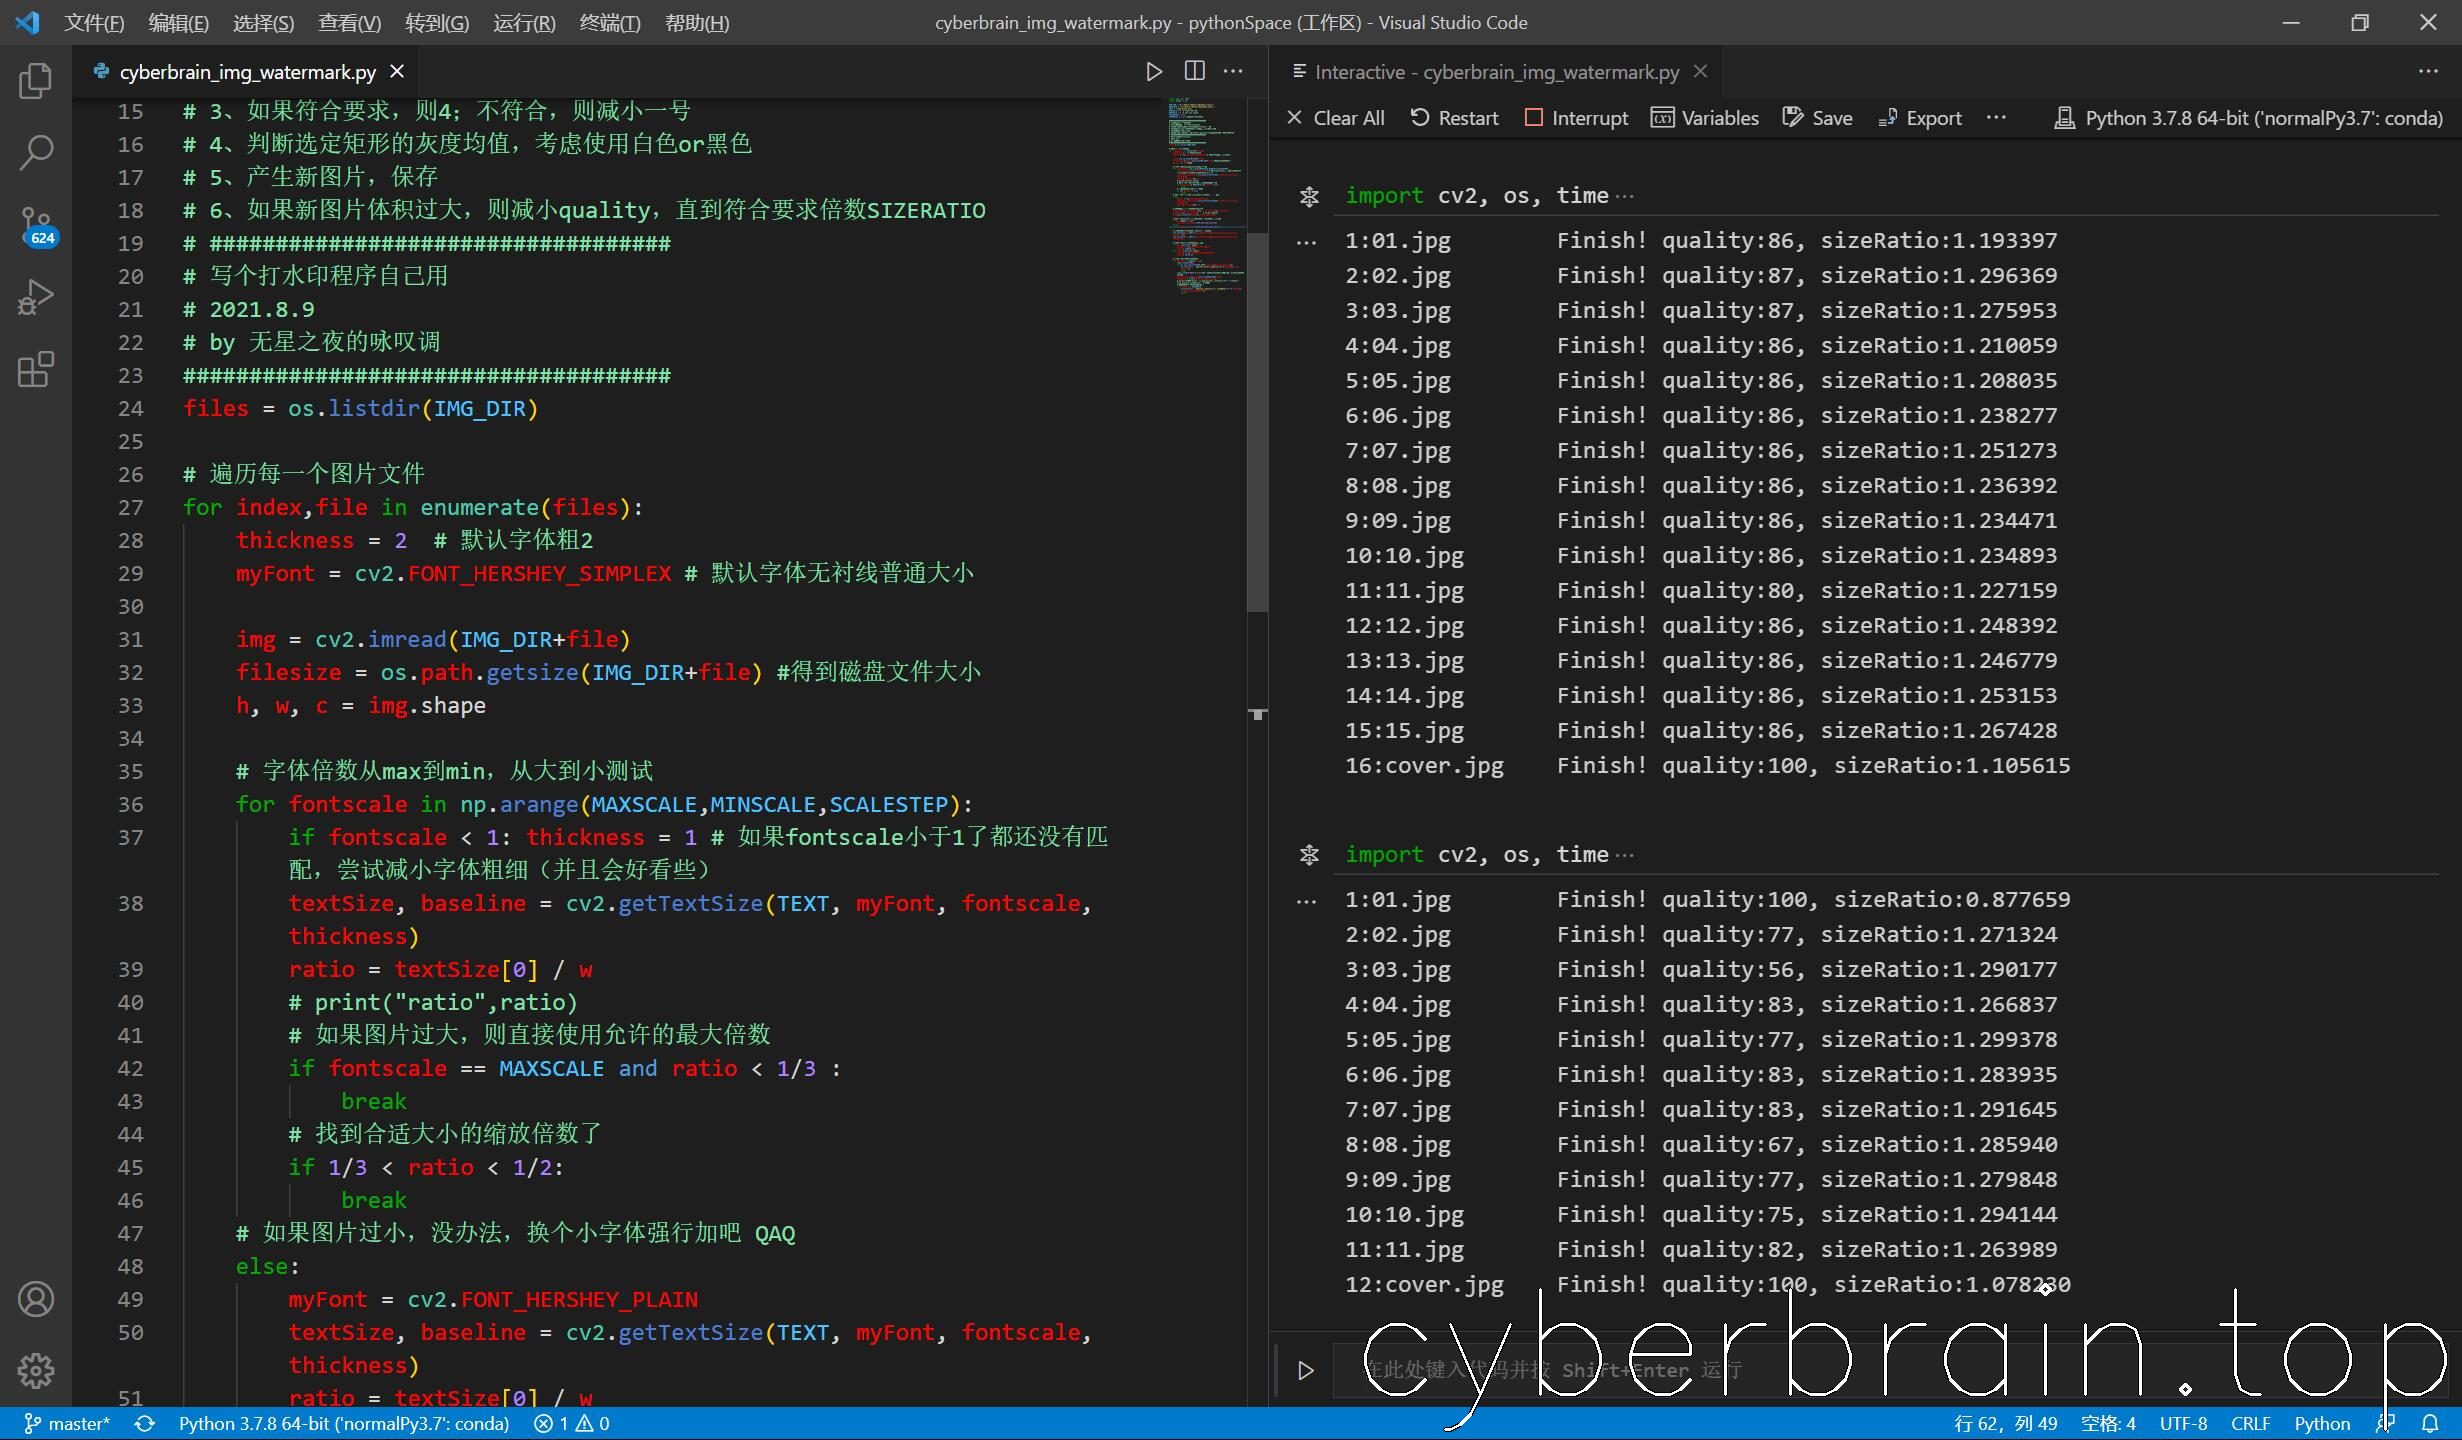 文件(F) 编辑(E) 选择(S) 查看(V) 转到(G) 运行(R) 终端(T) 帮助(H) cyberbrain_img_watermark.py - pythonSpace (工作区) - Visual Studio Code
cyberbrain_img_watermark.py
624
15 # 3、如果符合要求，则4；不符合，则减小一号
16 # 4、判断选定矩形的灰度均值，考虑使用白色or黑色
17 # 5、产生新图片，保存
18 # 6、如果新图片体积过大，则减小quality，直到符合要求倍数SIZERATIO
19 # ###################################
20 # 写个打水印程序自己用
21 # 2021.8.9
22 # by 无星之夜的咏叹调
23 #####################################
24 files = os.listdir(IMG_DIR)
25
26 # 遍历每一个图片文件
27 for index,file in enumerate(files):
28 thickness = 2 # 默认字体粗2
29 myFont = cv2.FONT_HERSHEY_SIMPLEX # 默认字体无衬线普通大小
30
31 img = cv2.imread(IMG_DIR+file)
32 filesize = os.path.getsize(IMG_DIR+file) #得到磁盘文件大小
33 h, w, c = img.shape
34
35 # 字体倍数从max到min，从大到小测试
36 for fontscale in np.arange(MAXSCALE,MINSCALE,SCALESTEP):
37 if fontscale < 1: thickness = 1 # 如果fontscale小于1了都还没有匹
配，尝试减小字体粗细（并且会好看些）
38 textSize, baseline = cv2.getTextSize(TEXT, myFont, fontscale,
thickness)
39 ratio = textSize[0] / w
40 # print("ratio",ratio)
41 # 如果图片过大，则直接使用允许的最大倍数
42 if fontscale == MAXSCALE and ratio < 1/3 :
43 break
44 # 找到合适大小的缩放倍数了
45 if 1/3 < ratio < 1/2:
46 break
47 # 如果图片过小，没办法，换个小字体强行加吧 QAQ
48 else:
49 myFont = cv2.FONT_HERSHEY_PLAIN
50 textSize, baseline = cv2.getTextSize(TEXT, myFont, fontscale,
thickness)
51 ratio = textSize[0] / w
Interactive - cyberbrain_img_watermark.py
Clear All Restart Interrupt Variables Save Export ··· Python 3.7.8 64-bit ('normalPy3.7': conda)
import cv2, os, time···
1:01.jpg Finish! quality:86, sizeRatio:1.193397
2:02.jpg Finish! quality:87, sizeRatio:1.296369
3:03.jpg Finish! quality:87, sizeRatio:1.275953
4:04.jpg Finish! quality:86, sizeRatio:1.210059
5:05.jpg Finish! quality:86, sizeRatio:1.208035
6:06.jpg Finish! quality:86, sizeRatio:1.238277
7:07.jpg Finish! quality:86, sizeRatio:1.251273
8:08.jpg Finish! quality:86, sizeRatio:1.236392
9:09.jpg Finish! quality:86, sizeRatio:1.234471
10:10.jpg Finish! quality:86, sizeRatio:1.234893
11:11.jpg Finish! quality:80, sizeRatio:1.227159
12:12.jpg Finish! quality:86, sizeRatio:1.248392
13:13.jpg Finish! quality:86, sizeRatio:1.246779
14:14.jpg Finish! quality:86, sizeRatio:1.253153
15:15.jpg Finish! quality:86, sizeRatio:1.267428
16:cover.jpg Finish! quality:100, sizeRatio:1.105615
import cv2, os, time···
1:01.jpg Finish! quality:100, sizeRatio:0.877659
2:02.jpg Finish! quality:77, sizeRatio:1.271324
3:03.jpg Finish! quality:56, sizeRatio:1.290177
4:04.jpg Finish! quality:83, sizeRatio:1.266837
5:05.jpg Finish! quality:77, sizeRatio:1.299378
6:06.jpg Finish! quality:83, sizeRatio:1.283935
7:07.jpg Finish! quality:83, sizeRatio:1.291645
8:08.jpg Finish! quality:67, sizeRatio:1.285940
9:09.jpg Finish! quality:77, sizeRatio:1.279848
10:10.jpg Finish! quality:75, sizeRatio:1.294144
11:11.jpg Finish! quality:82, sizeRatio:1.263989
12:cover.jpg Finish! quality:100, sizeRatio:1.078230
在此处键入代码并按 Shift+Enter 运行
cyberbrain.top
master* Python 3.7.8 64-bit ('normalPy3.7': conda) 1 0 行 62，列 49 空格: 4 UTF-8 CRLF Python